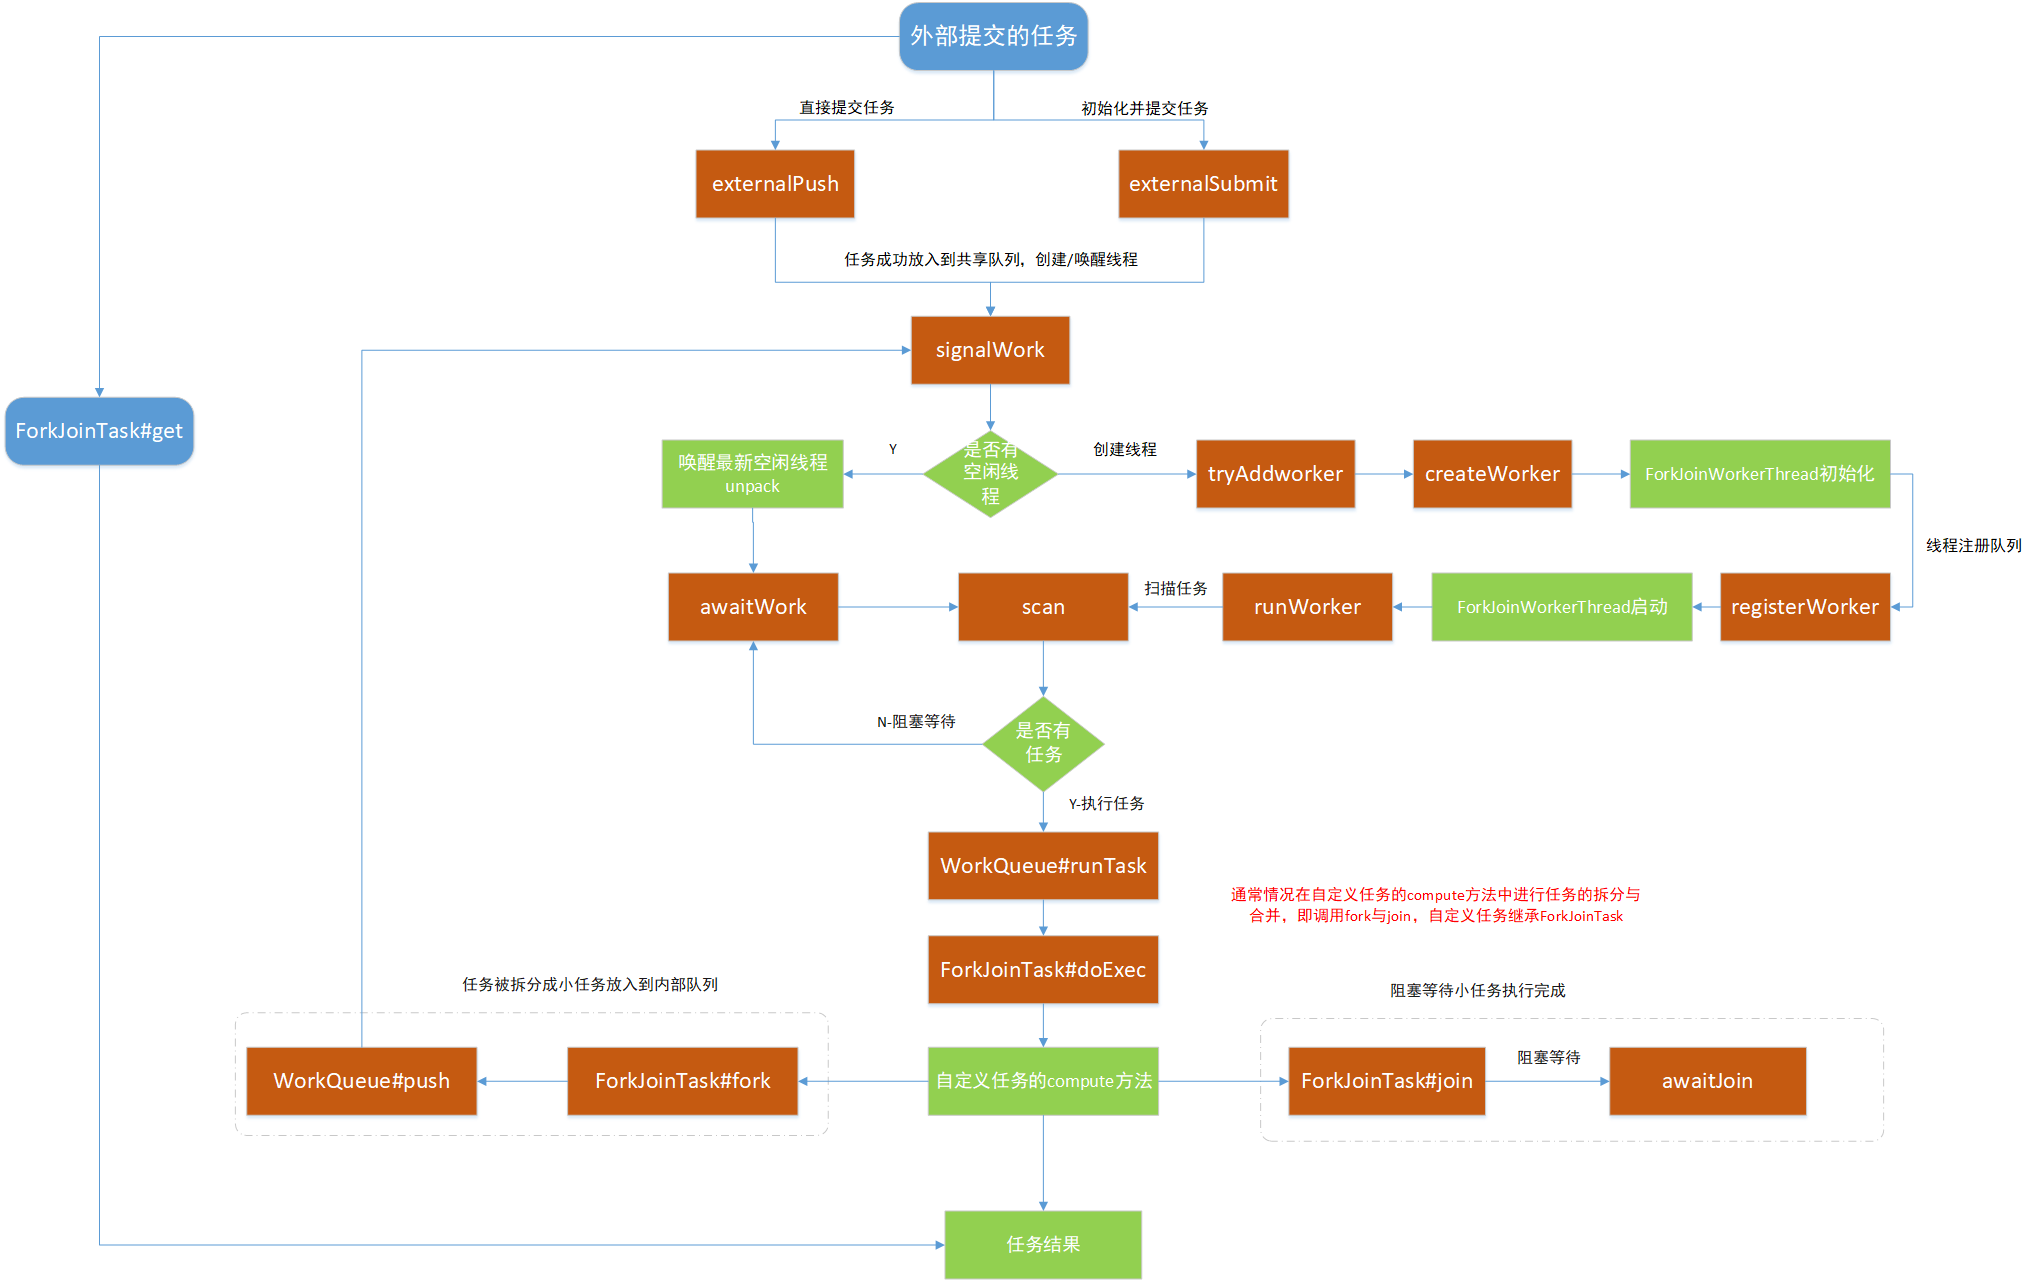 外部提交的任务
直接提交任务
初始化并提交任务
externalPush
externalSubmit
任务成功放入到共享队列，创建/唤醒线程
signalWork
ForkJoinTask#get
Y
是否有
空闲线
程
创建线程
唤醒最新空闲线程
unpack
tryAddworker
createWorker
ForkJoinWorkerThread初始化
线程注册队列
awaitWork
scan
扫描任务
runWorker
ForkJoinWorkerThread启动
registerWorker
N-阻塞等待
是否有
任务
Y-执行任务
WorkQueue#runTask
通常情况在自定义任务的compute方法中进行任务的拆分与
合并，即调用fork与join，自定义任务继承ForkJoinTask
ForkJoinTask#doExec
任务被拆分成小任务放入到内部队列
阻塞等待小任务执行完成
WorkQueue#push
ForkJoinTask#fork
自定义任务的compute方法
ForkJoinTask#join
阻塞等待
awaitJoin
任务结果